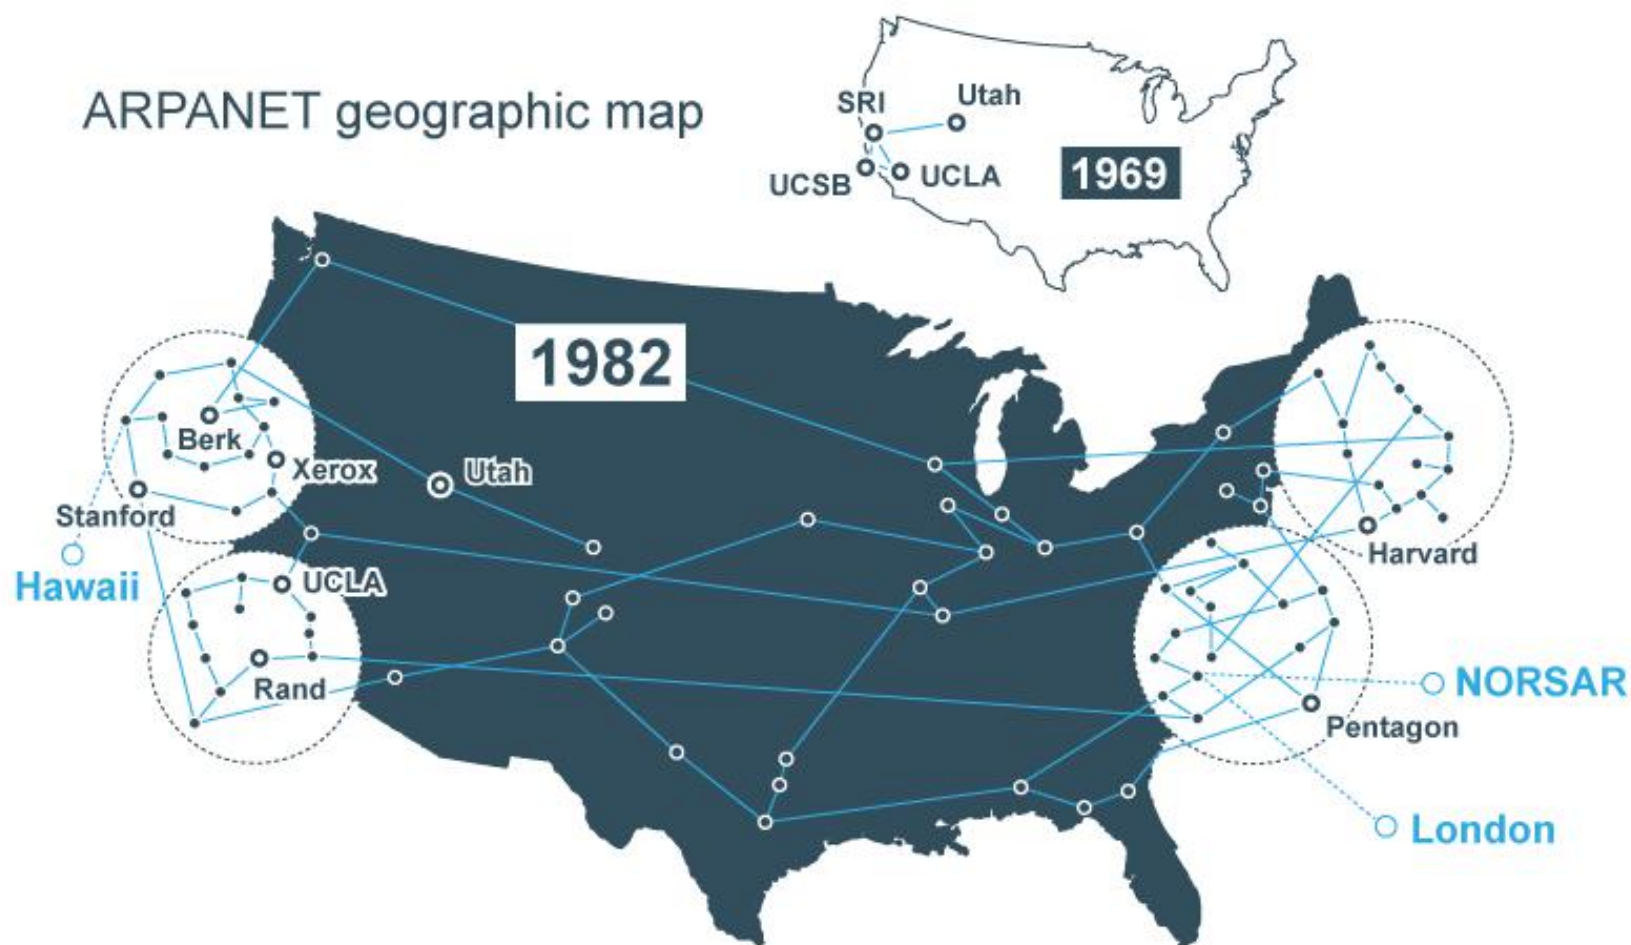 ARPANET geographic map
SRI
Utah
UCSB
UCLA
1969
1982
Berk
Xerox
Utah
Stanford
Hawaii
UCLA
Rand
Harvard
NORSAR
Pentagon
London